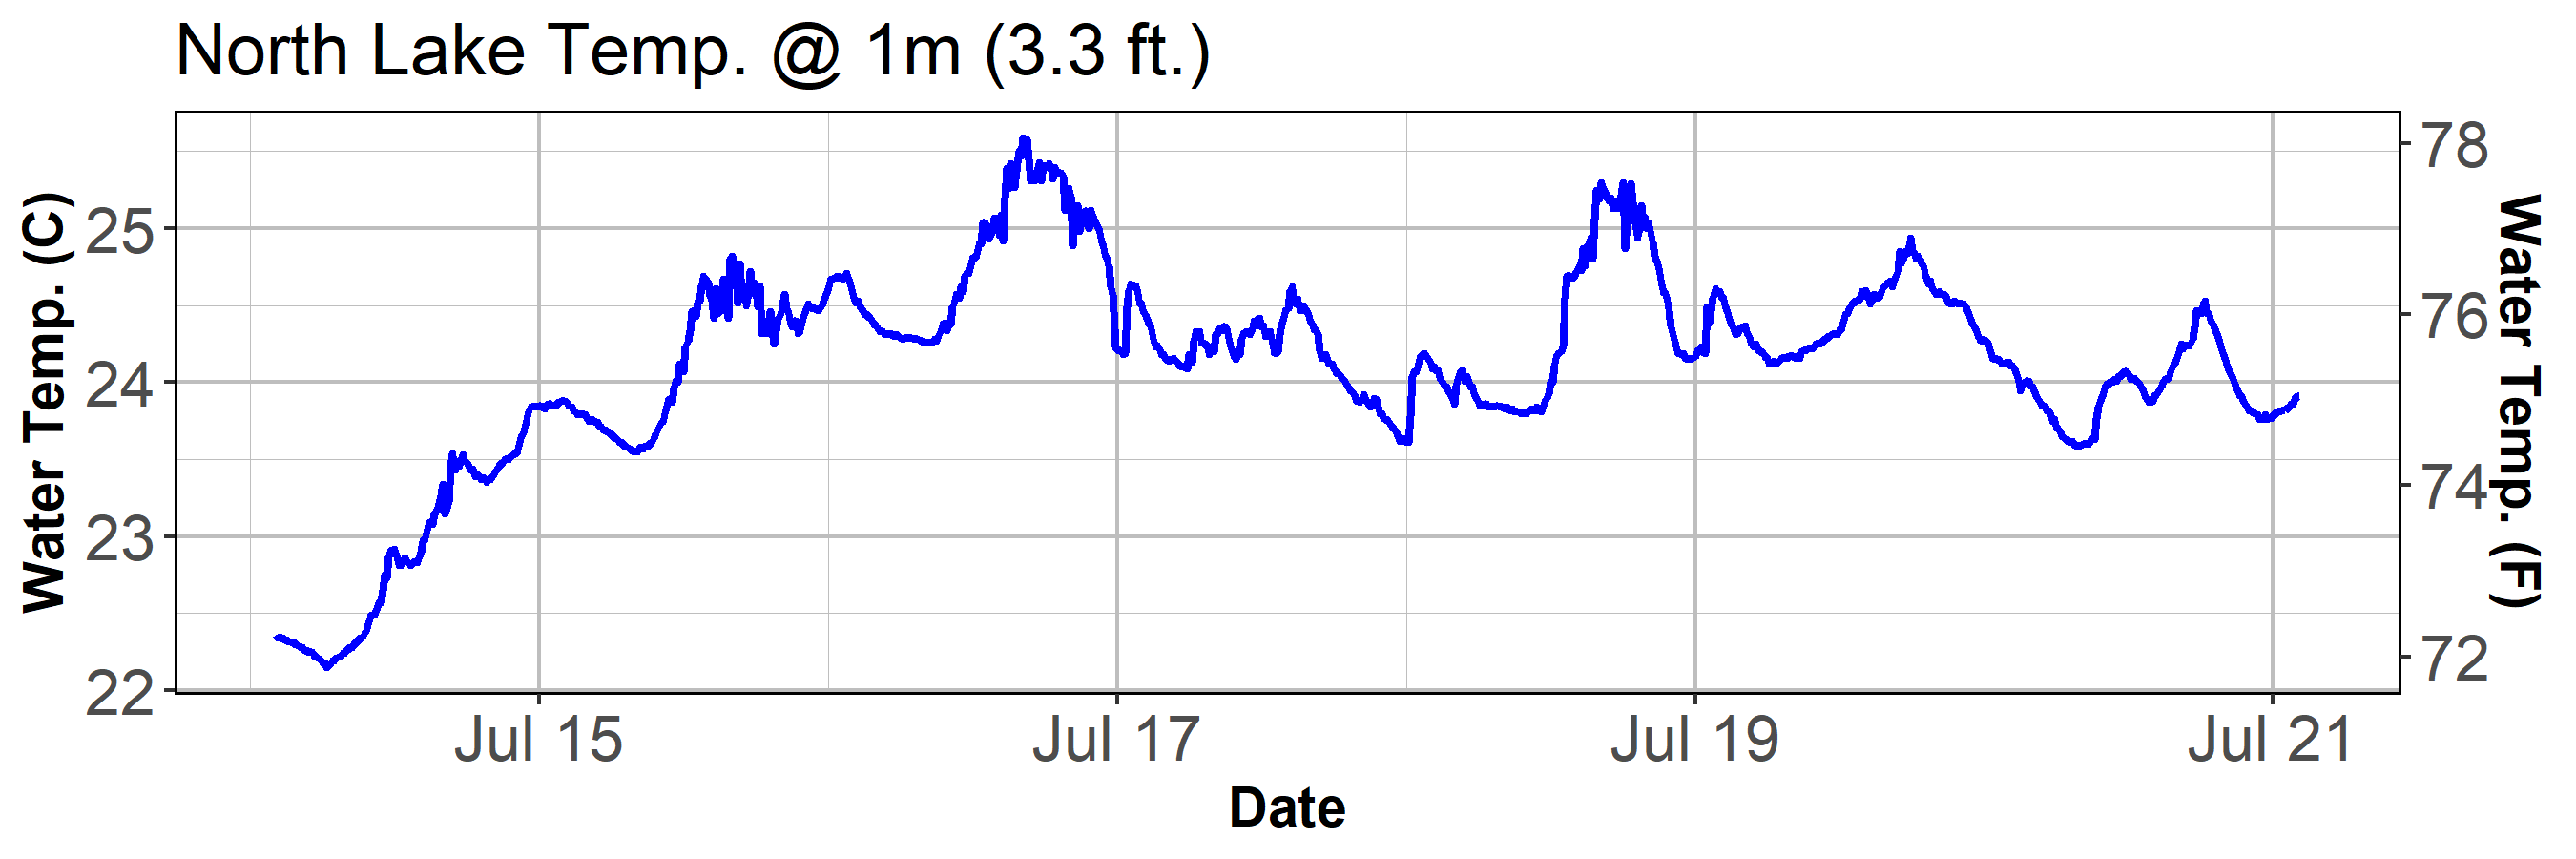 North Lake Temp. @ 1m (3.3 ft.)
Water Temp. (C)
25
24
23
22
78
76
74
72
Water Temp. (F)
Jul 15 Jul 17 Jul 19 Jul 21
Date